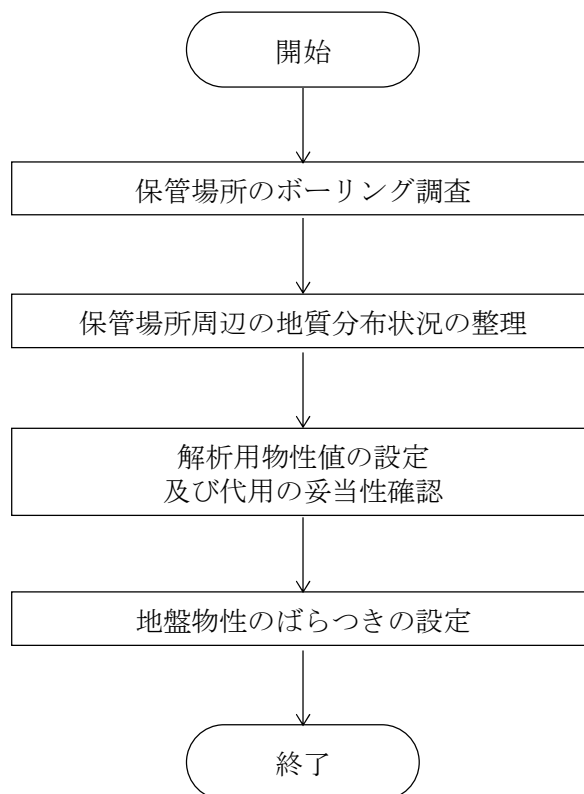 開始
保管場所のボーリング調査
保管場所周辺の地質分布状況の整理
解析用物性値の設定
及び代用の妥当性確認
地盤物性のばらつきの設定
終了